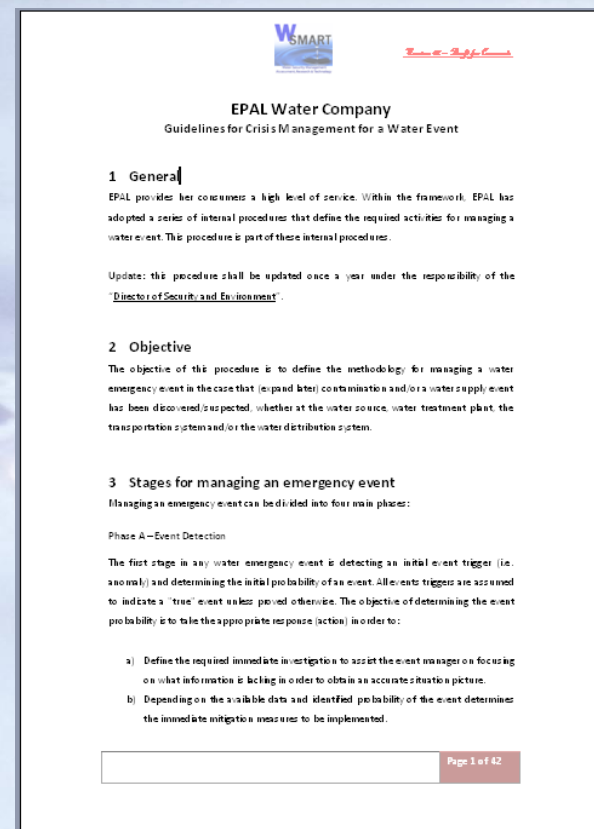 WSMART
EPAL Water Company
Guidelines for Crisis Management for a Water Event
1 General
EPAL provides her consumers a high level of service. Within the framework, EPAL has
adopted a series of internal procedures that define the required activities for managing a
water event. This procedure is part of these internal procedures.
Update: this procedure shall be updated once a year under the responsibility of the
"Director of Security and Environment".
2 Objective
The objective of this procedure is to define the methodology for managing a water
emergency event in the case that (expand later) contamination and/or a water supply event
has been discovered/suspected, whether at the water source, water treatment plant, the
transportation system and/or the water distribution system.
3 Stages for managing an emergency event
Managing an emergency event can be divided into four main phases:
Phase A – Event Detection
The first stage in any water emergency event is detecting an initial event trigger (i.e.
anomaly) and determining the initial probability of an event. All events triggers are assumed
to indicate a "true" event unless proved otherwise. The objective of determining the event
probability is to take the appropriate response (action) in order to:
a) Define the required immediate investigation to assist the event manager on focusing
on what information is lacking in order to obtain an accurate situation picture.
b) Depending on the available data and identified probability of the event determines
the immediate mitigation measures to be implemented.
Page 1 of 42